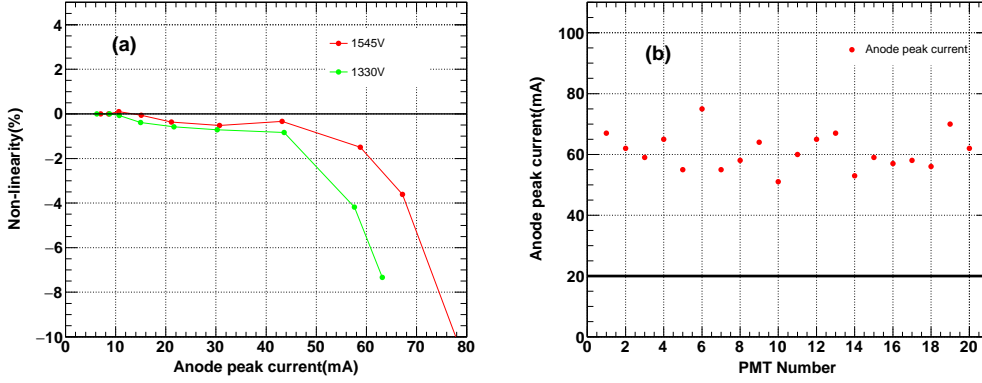 (a)
1545V
1330V
Non-linearity(%)
4
2
0
−2
−4
−6
−8
−10
0 10 20 30 40 50 60 70 80
Anode peak current(mA)
(b)
Anode peak current
Anode peak current(mA)
100
80
60
40
20
0
0 2 4 6 8 10 12 14 16 18 20
PMT Number